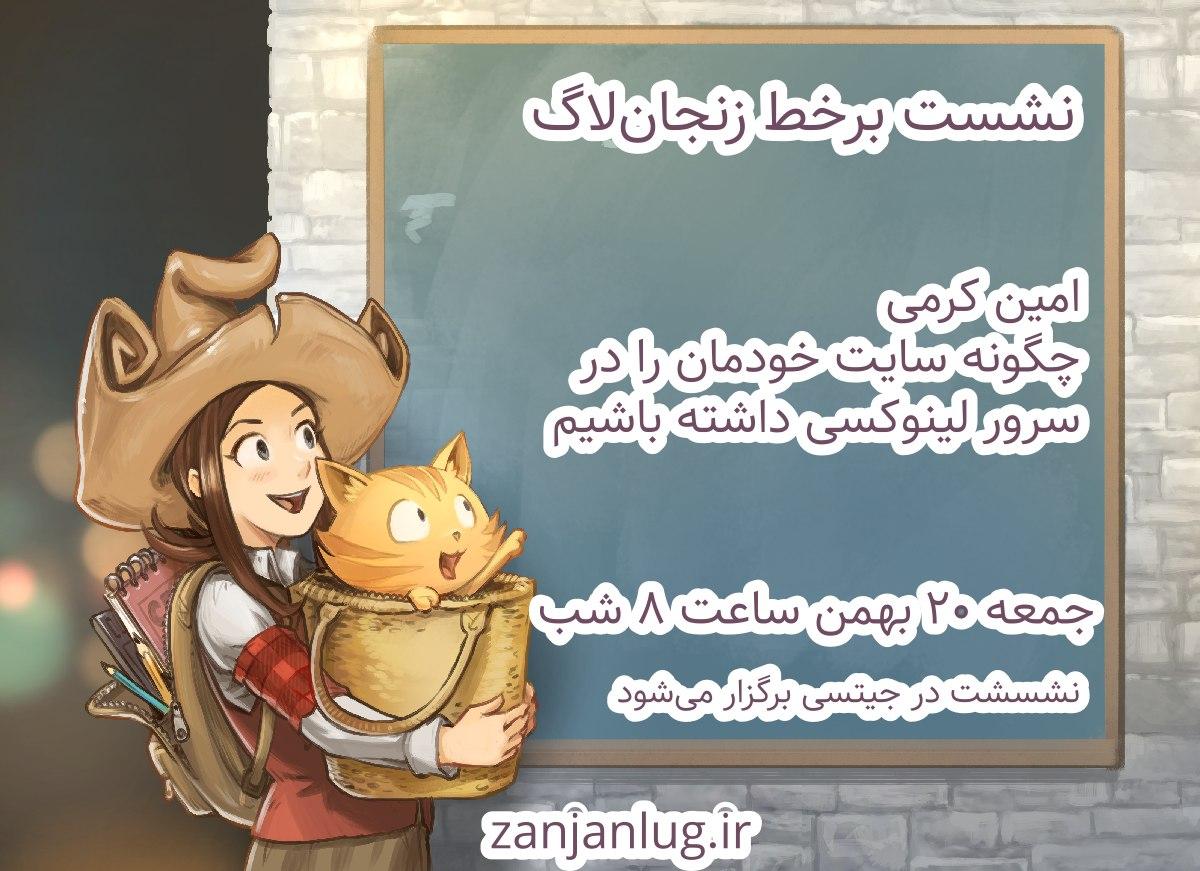 نشست برخط زنجان‌لاگ
امین کرمی
چگونه سایت خودمان را در
سرور لینوکسی داشته باشیم
جمعه ۲۰ بهمن ساعت ۸ شب
نشسشت در جیتسی برگزار می‌شود
zanjanlug.ir